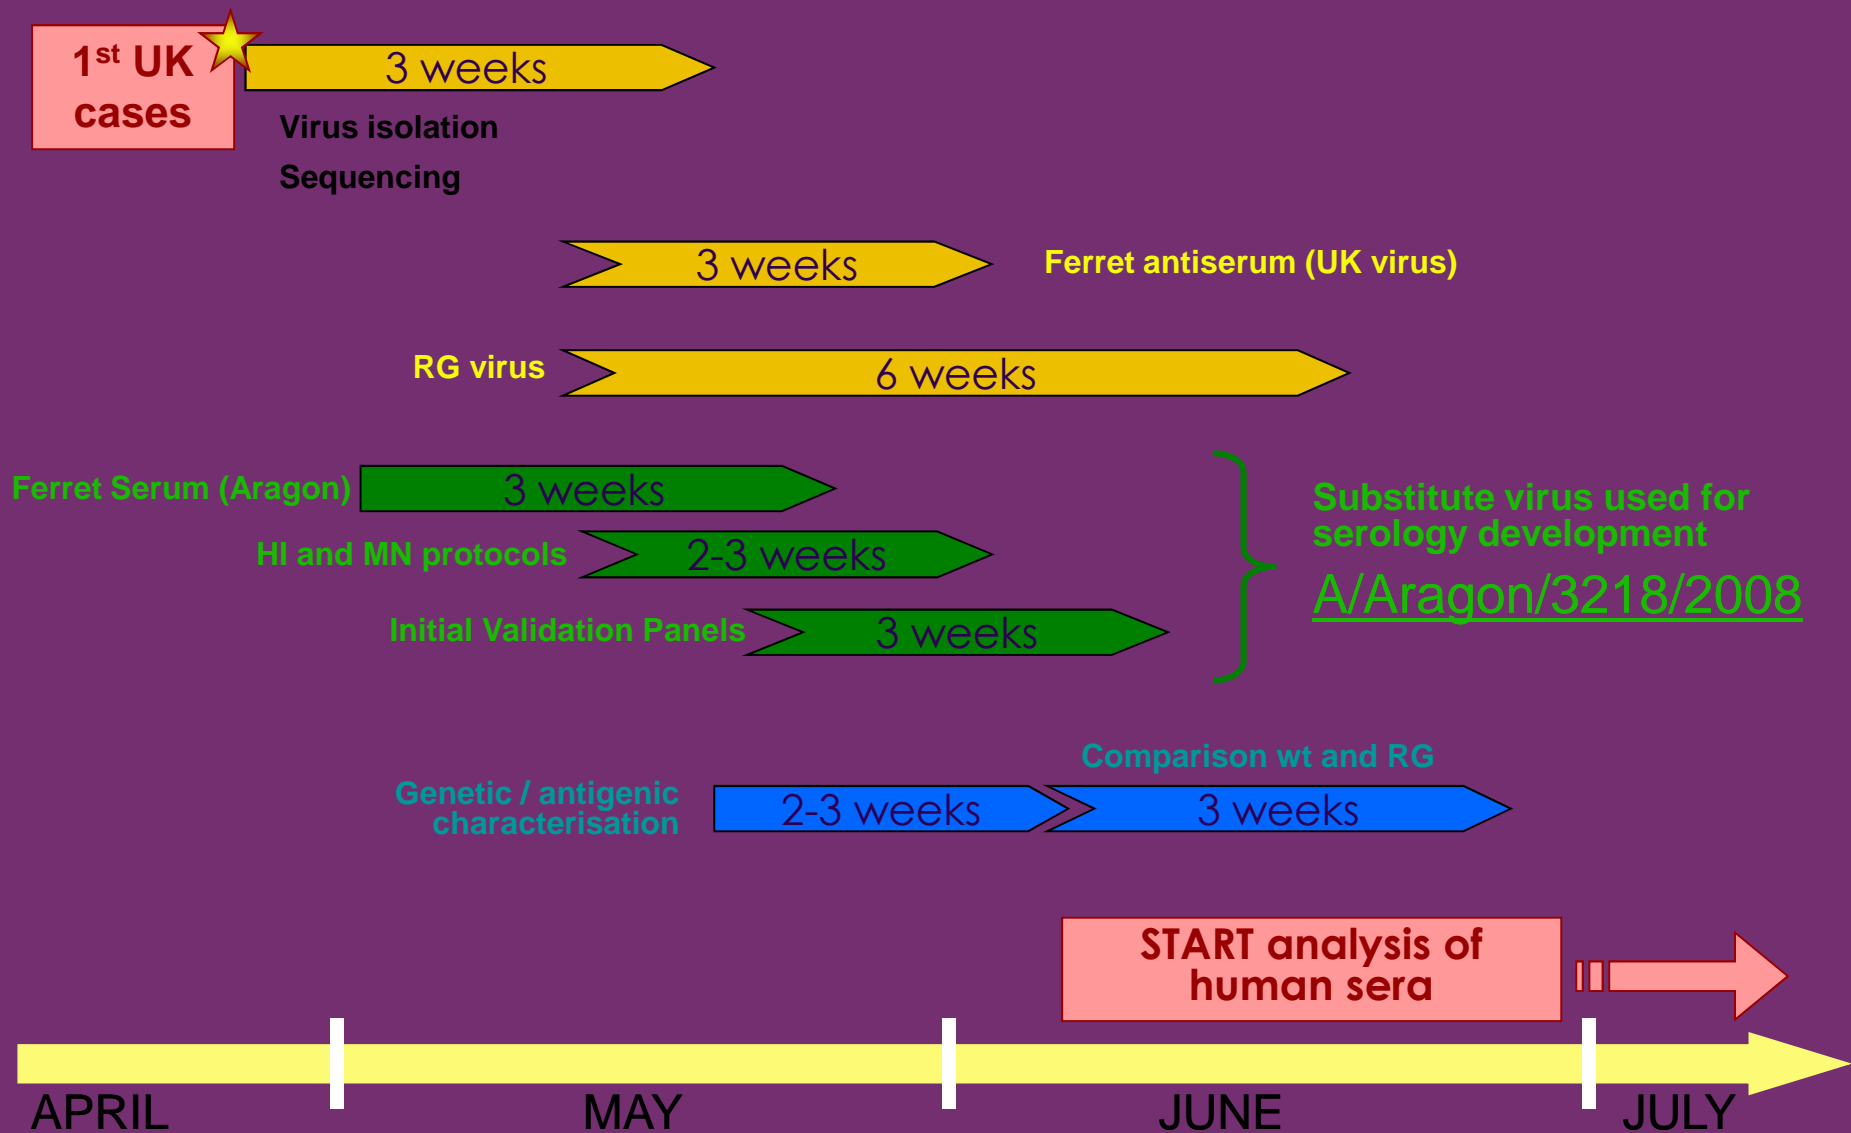 1st UK
cases
3 weeks
Virus isolation
Sequencing
3 weeks
Ferret antiserum (UK virus)
RG virus
6 weeks
Ferret Serum (Aragon)
3 weeks
HI and MN protocols
2-3 weeks
Initial Validation Panels
3 weeks
Substitute virus used for
serology development
A/Aragon/3218/2008
Comparison wt and RG
Genetic / antigenic
characterisation
2-3 weeks
3 weeks
START analysis of
human sera
APRIL
MAY
JUNE
JULY